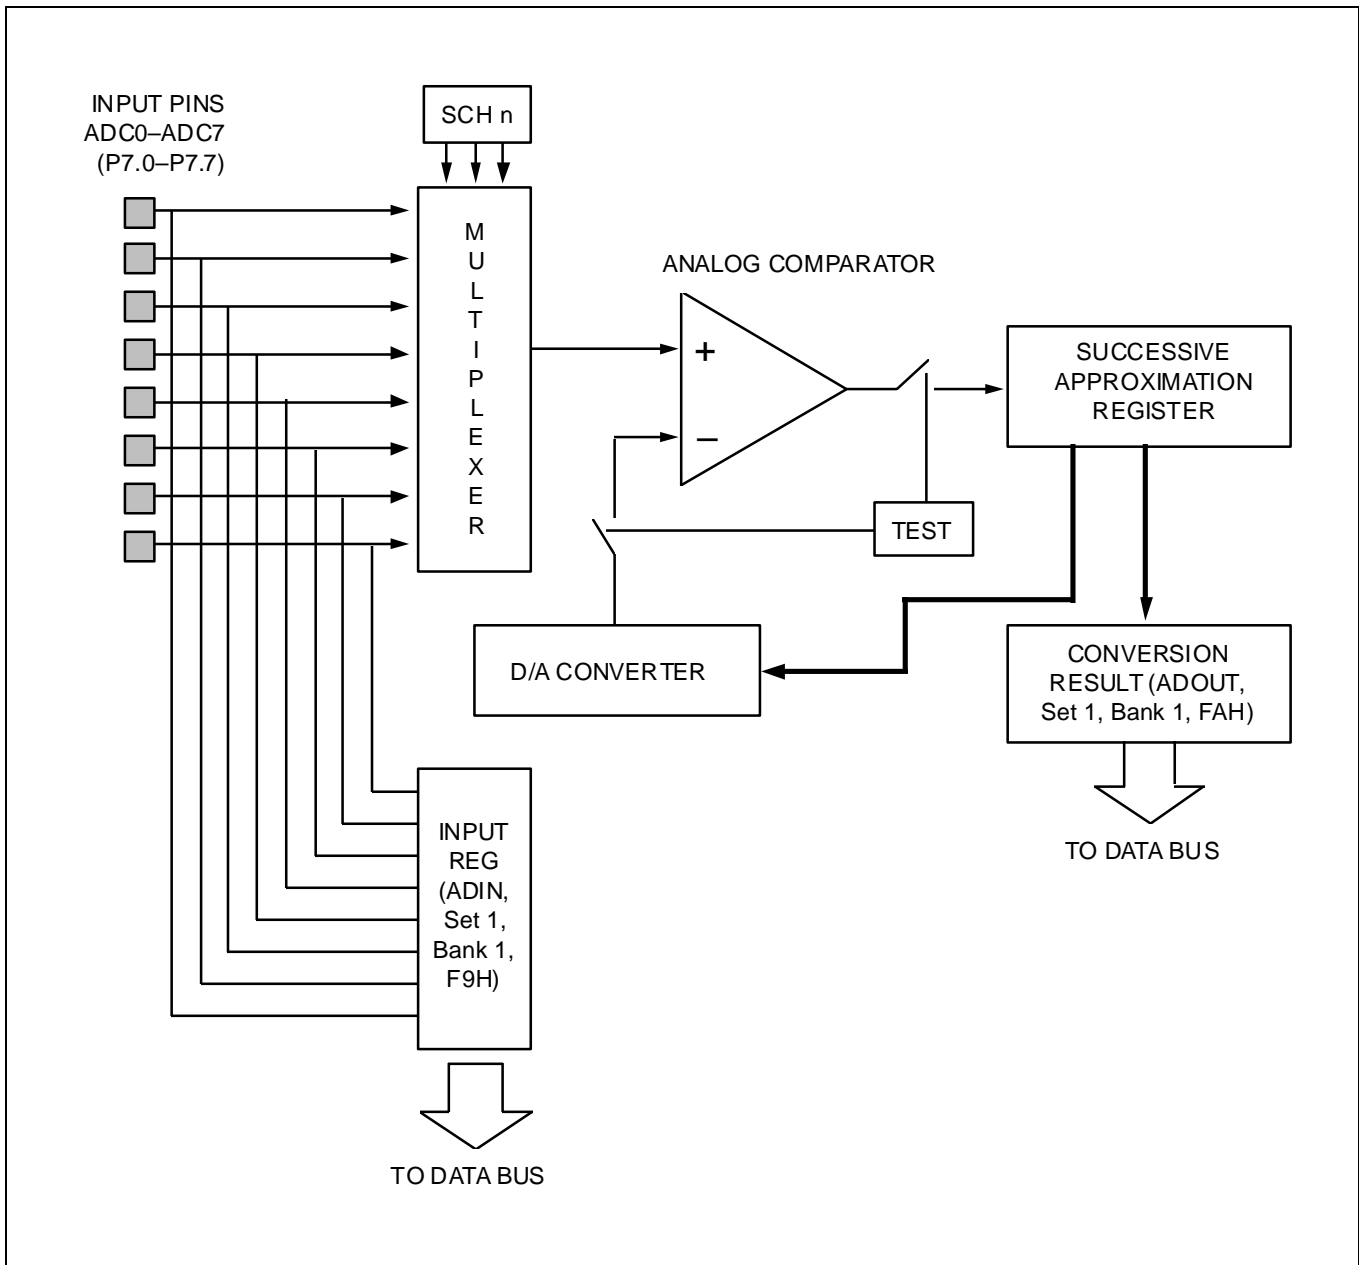 INPUT PINS
ADC0–ADC7
(P7.0–P7.7)
SCH n
M
U
L
T
I
P
L
E
X
E
R
ANALOG COMPARATOR
+
–
SUCCESSIVE
APPROXIMATION
REGISTER
TEST
D/A CONVERTER
CONVERSION
RESULT (ADOUT,
Set 1, Bank 1, FAH)
TO DATA BUS
INPUT
REG
(ADIN,
Set 1,
Bank 1,
F9H)
TO DATA BUS